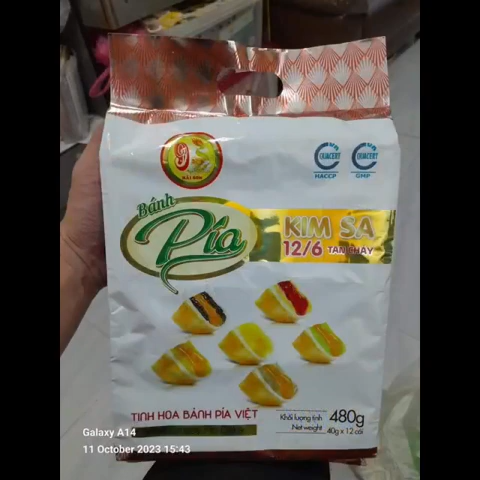 QUACERT
HACCP
QUACERT
GMP
Bánh
Pía
KIM SA
12/6 TAN CHẢY
TINH HOA BÁNH PÍA VIỆT
Khối lượng tịnh
Net weight:
480g
40g x 12 cái
Galaxy A14
11 October 2023 15:43